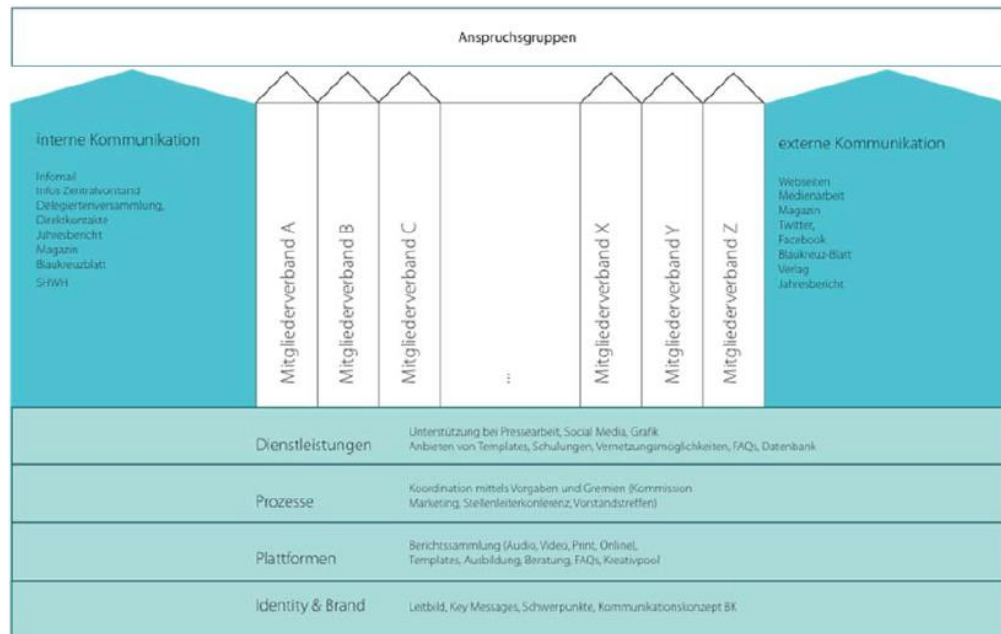 Anspruchsgruppen
interne Kommunikation
Infomail
Infos Zentralvorstand
Delegiertenversammlung,
Direktkontakte
Jahresbericht
Magazin
Blaukreuzblatt
SHWH
Mitgliederverband A
Mitgliederverband B
Mitgliederverband C
...
Mitgliederverband X
Mitgliederverband Y
Mitgliederverband Z
externe Kommunikation
Webseiten
Medienarbeit
Magazin
Twitter,
Facebook
Blaukreuz-Blatt
Verlag
Jahresbericht
Dienstleistungen
Unterstützung bei Pressearbeit, Social Media, Grafik
Anbieten von Templates, Schulungen, Vernetzungsmöglichkeiten, FAQs, Datenbank
Prozesse
Koordination mittels Vorgaben und Gremien (Kommission
Marketing, Stellenleiterkonferenz, Vorstandstreffen)
Plattformen
Berichtssammlung (Audio, Video, Print, Online),
Templates, Ausbildung, Beratung, FAQs, Kreativpool
Identity & Brand
Leitbild, Key Messages, Schwerpunkte, Kommunikationskonzept BK